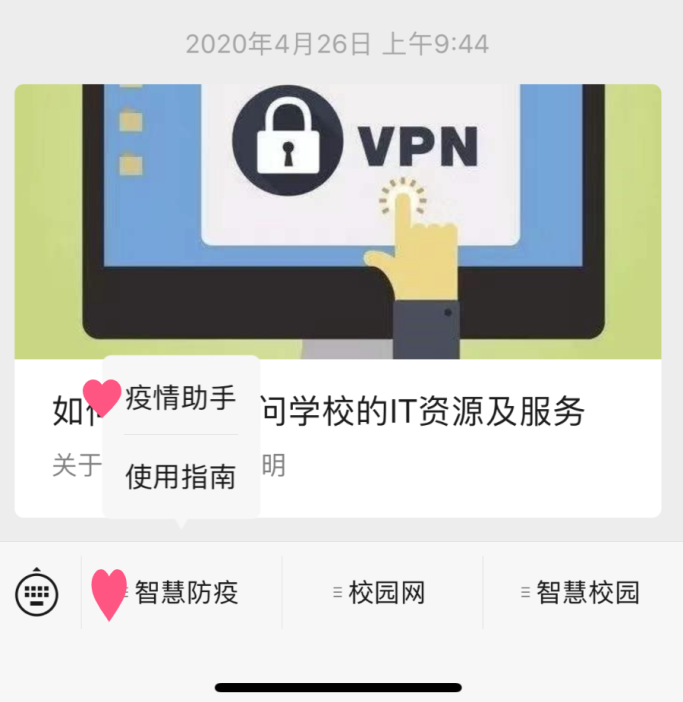 2020年4月26日 上午9:44
VPN
如
问学校的IT资源及服务
关于
明
疫情助手
使用指南
智慧防疫
校园网
智慧校园